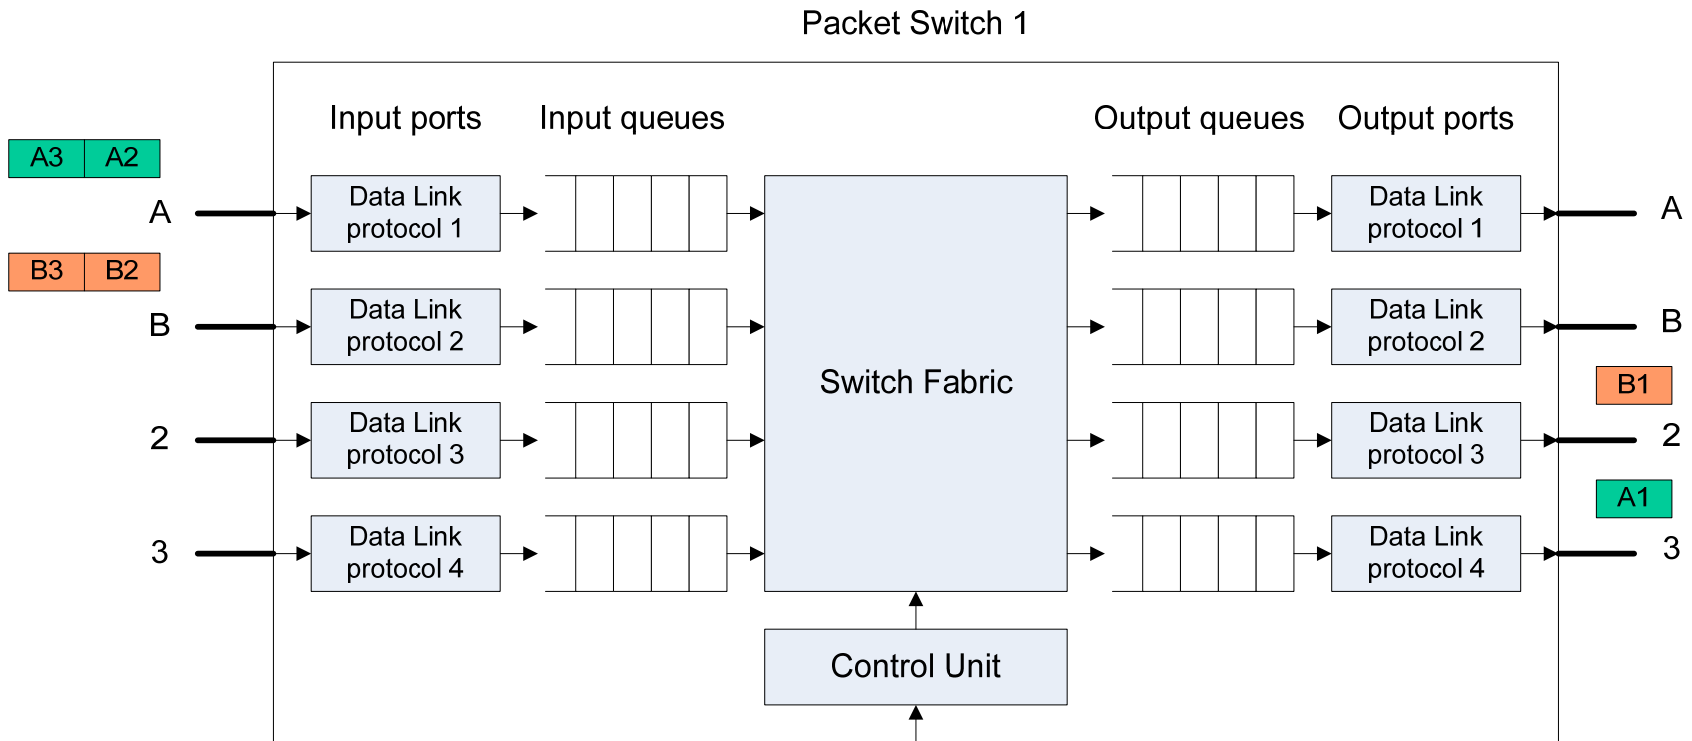 Packet Switch 1
Input ports
Input queues
Output queues
Output ports
A3
A2
A
Data Link
protocol 1
Data Link
protocol 1
A
B3
B2
B
Data Link
protocol 2
Switch Fabric
Data Link
protocol 2
B
B1
2
Data Link
protocol 3
Data Link
protocol 3
2
A1
3
Data Link
protocol 4
Data Link
protocol 4
3
Control Unit